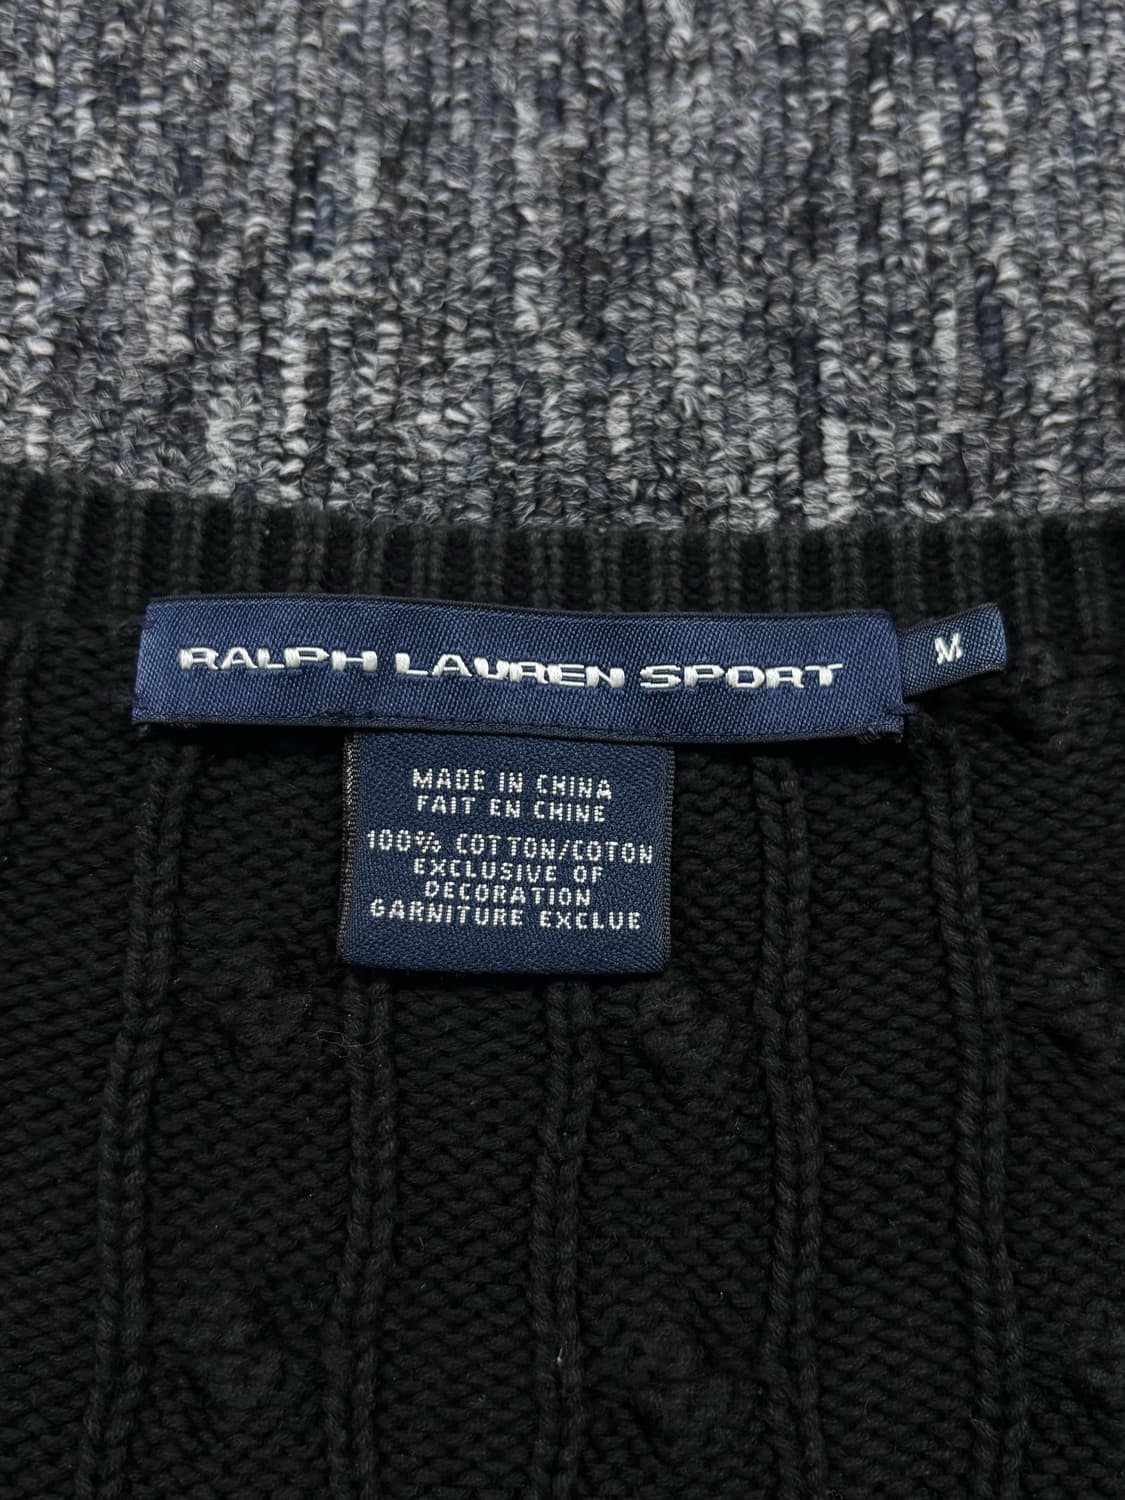 RALPH LAUREN SPORT
M
MADE IN CHINA
FAIT EN CHINE
100% COTTON/COTON
EXCLUSIVE OF
DECORATION
GARNITURE EXCLUE